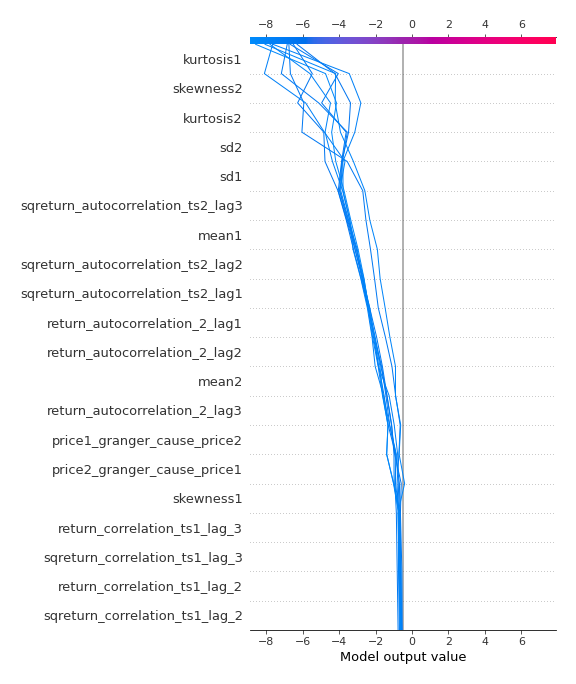 −8 −6 −4 −2 0 2 4 6
kurtosis1
skewness2
kurtosis2
sd2
sd1
sqreturn_autocorrelation_ts2_lag3
mean1
sqreturn_autocorrelation_ts2_lag2
sqreturn_autocorrelation_ts2_lag1
return_autocorrelation_2_lag1
return_autocorrelation_2_lag2
mean2
return_autocorrelation_2_lag3
price1_granger_cause_price2
price2_granger_cause_price1
skewness1
return_correlation_ts1_lag_3
sqreturn_correlation_ts1_lag_3
return_correlation_ts1_lag_2
sqreturn_correlation_ts1_lag_2
−8 −6 −4 −2 0 2 4 6
Model output value